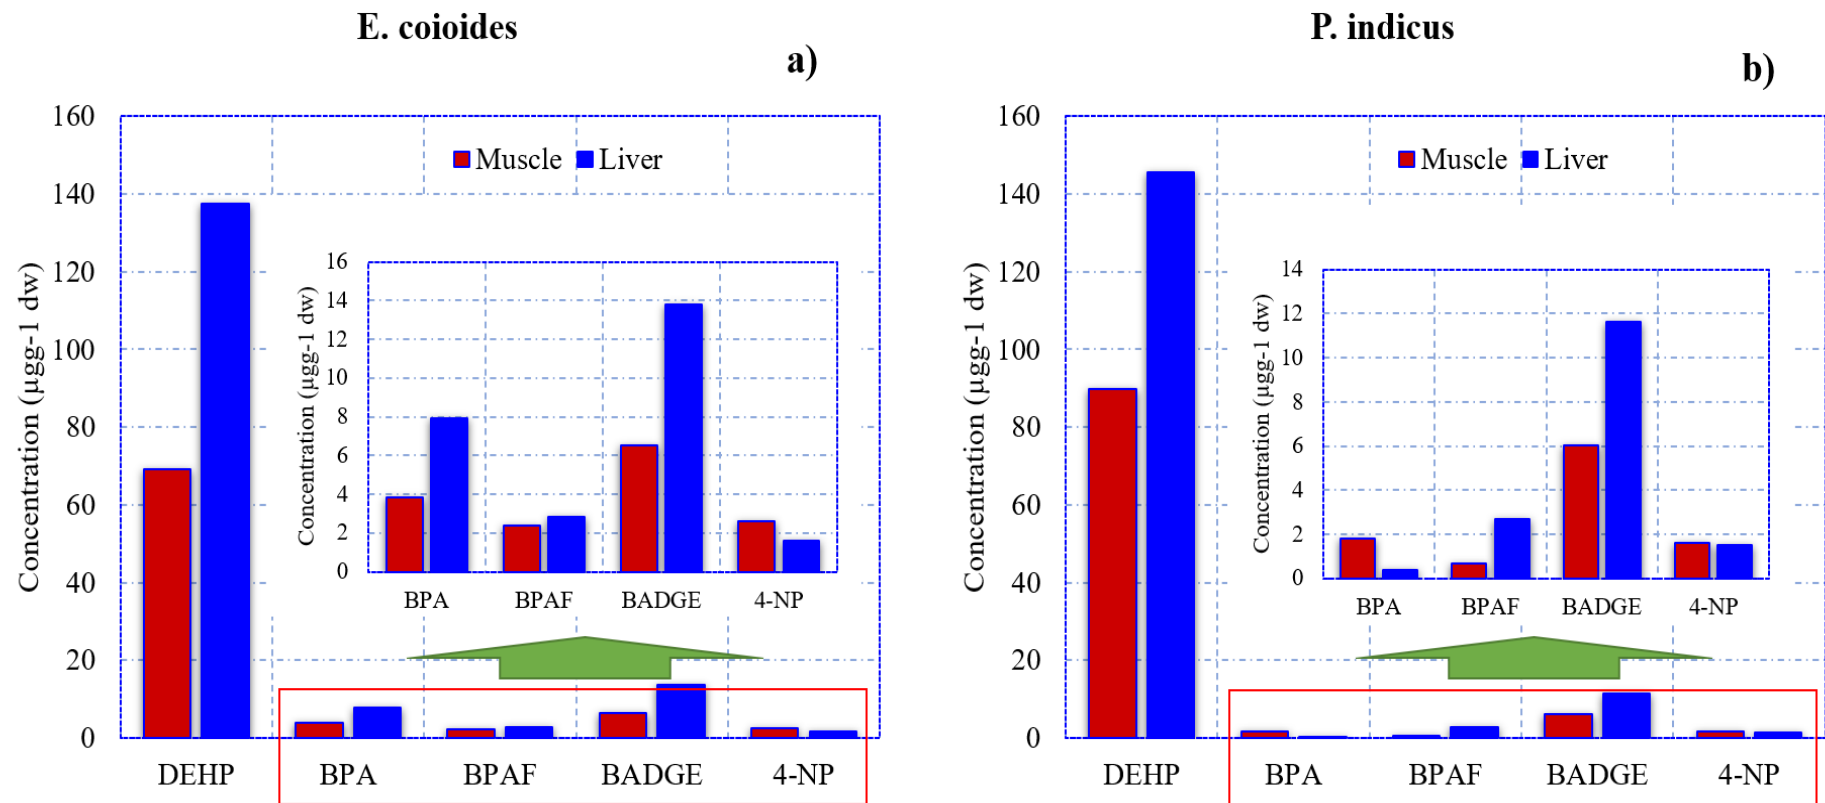 E. coioides
a)
160
140
120
100
80
60
40
20
0
Concentration (µgg-1 dw)
Muscle Liver
16
14
12
10
8
6
4
2
0
Concentration (µgg-1 dw)
BPA BPAF BADGE 4-NP
DEHP BPA BPAF BADGE 4-NP
P. indicus
b)
160
140
120
100
80
60
40
20
0
Concentration (µgg-1 dw)
Muscle Liver
14
12
10
8
6
4
2
0
Concentration (µgg-1 dw)
BPA BPAF BADGE 4-NP
DEHP BPA BPAF BADGE 4-NP